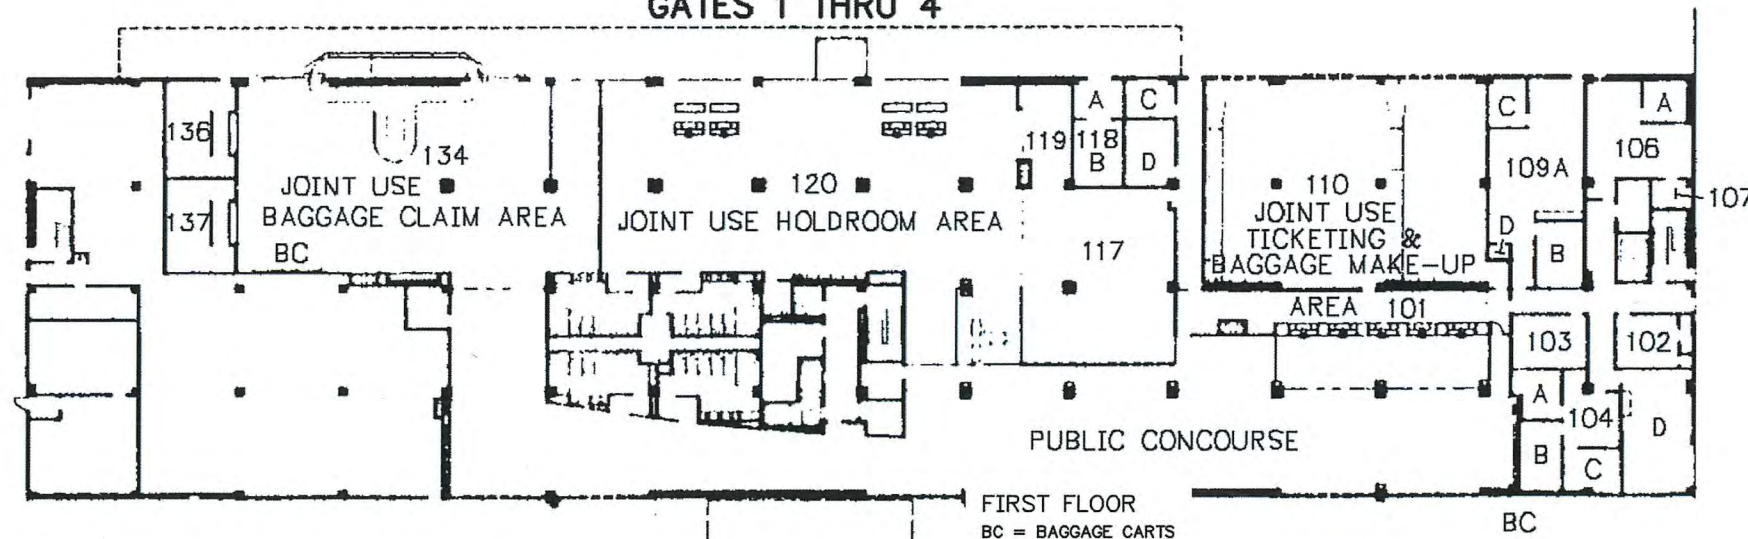 GATES 1 THRU 4
136
134
137
JOINT USE
BAGGAGE CLAIM AREA
BC
120
JOINT USE HOLDROOM AREA
119
118
A
B
C
D
117
110
JOINT USE
TICKETING &
BAGGAGE MAKE-UP
AREA
101
C
109A
D
B
A
106
107
103
102
A
104
B
C
D
PUBLIC CONCOURSE
FIRST FLOOR
BC = BAGGAGE CARTS
BC